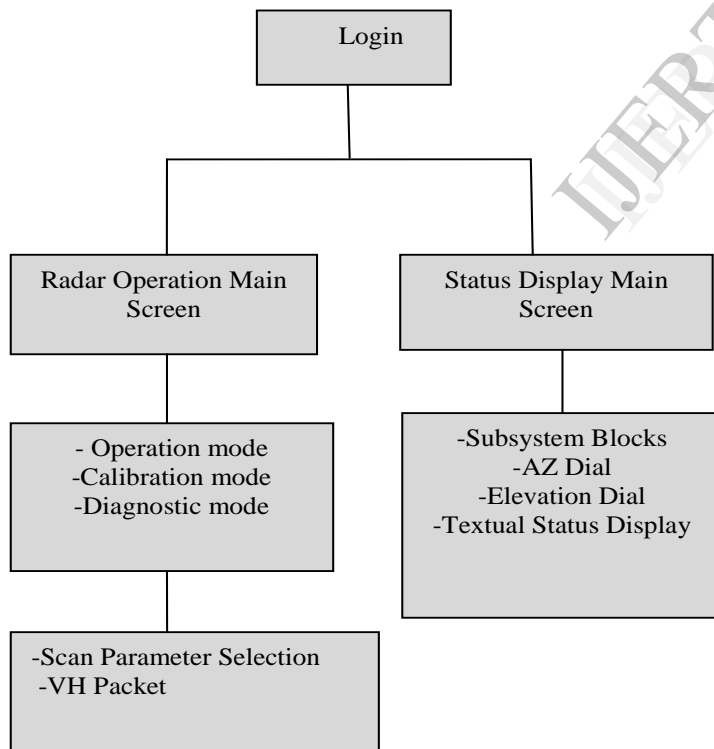 Login
IJERT
Radar Operation Main
Screen
Status Display Main
Screen
- Operation mode
-Calibration mode
-Diagnostic mode
-Subsystem Blocks
-AZ Dial
-Elevation Dial
-Textual Status Display
-Scan Parameter Selection
-VH Packet